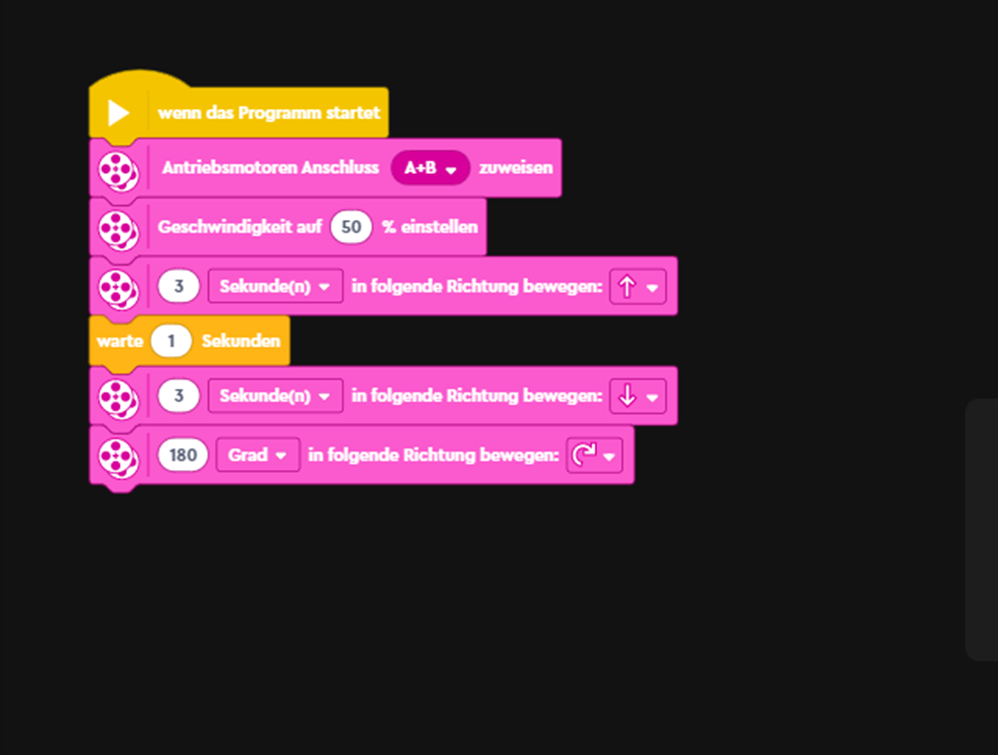 wenn das Programm startet
Antriebsmotoren Anschluss A+B zuweisen
Geschwindigkeit auf 50 % einstellen
3 Sekunde(n) in folgende Richtung bewegen:
warte 1 Sekunden
3 Sekunde(n) in folgende Richtung bewegen:
180 Grad in folgende Richtung bewegen: